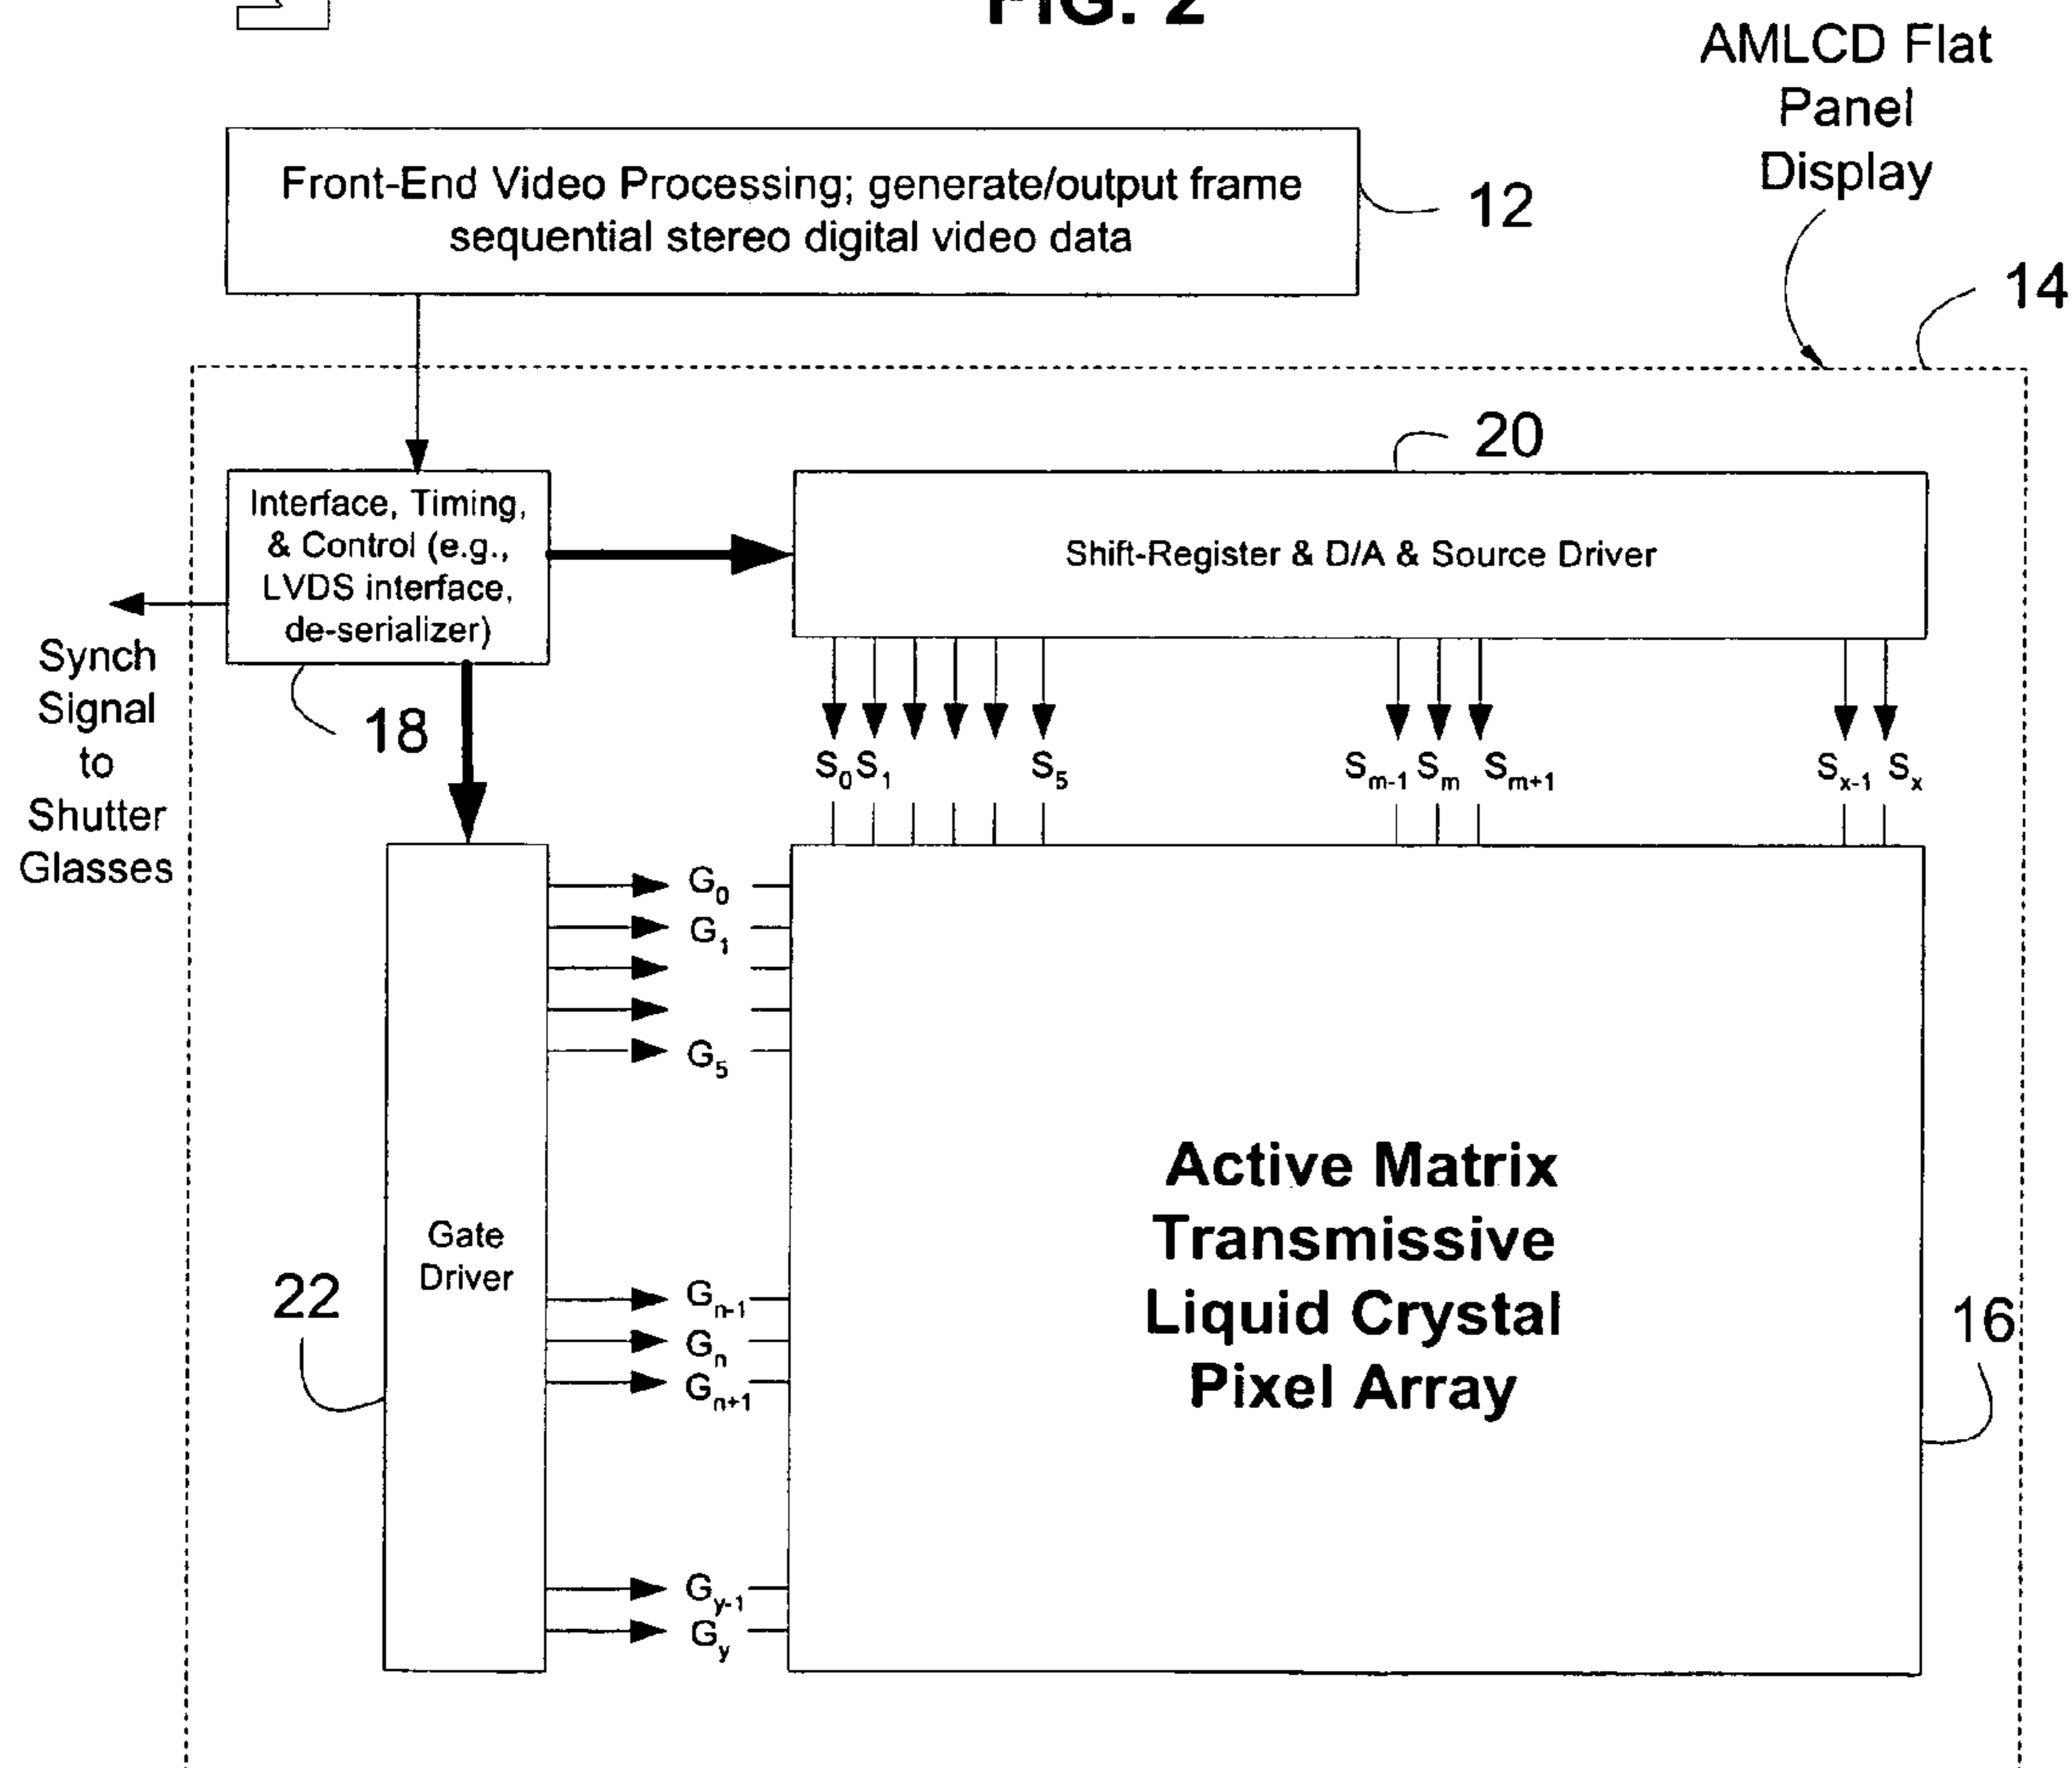 FIG. 2
AMLCD Flat
Panel
Display
Front-End Video Processing; generate/output frame
sequential stereo digital video data
12
14
20
Interface, Timing,
& Control (e.g.,
LVDS interface,
de-serializer)
Shift-Register & D/A & Source Driver
Synch
Signal
to
Shutter
Glasses
18
S0 S1 S5 Sm-1 Sm Sm+1 Sx-1 Sx
G0
G1
G5
Gate
Driver
22
Gn-1
Gn
Gn+1
Gy-1
Gy
Active Matrix
Transmissive
Liquid Crystal
Pixel Array
16